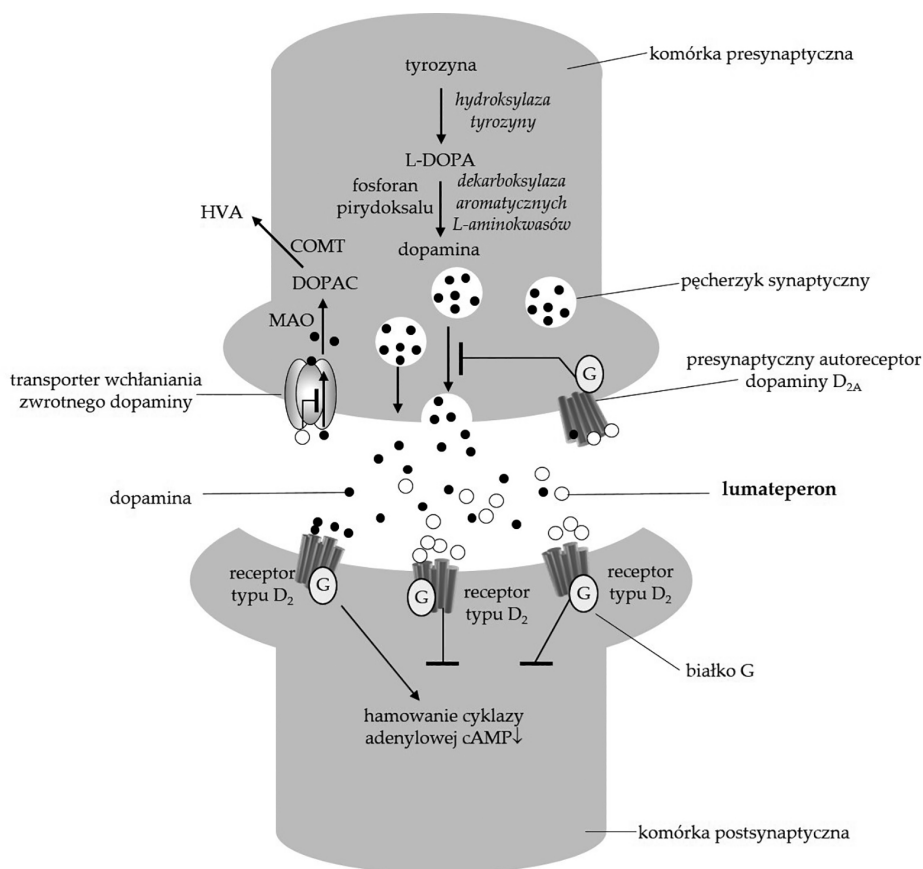 komórka presynaptyczna
tyrozyna
hydroksylaza
tyrozyny
L-DOPA
fosforan
pirydoksalu
dekarboksylaza
aromatycznych
L-aminokwasów
dopamina
HVA
COMT
DOPAC
MAO
pęcherzyk synaptyczny
transporter wchłaniania
zwrotnego dopaminy
G
presynaptyczny autoreceptor
dopaminy D2A
dopamina
lumateperon
receptor
typu D2
G
G
receptor
typu D2
G
receptor
typu D2
białko G
hamowanie cyklazy
adenylowej cAMP↓
komórka postsynaptyczna